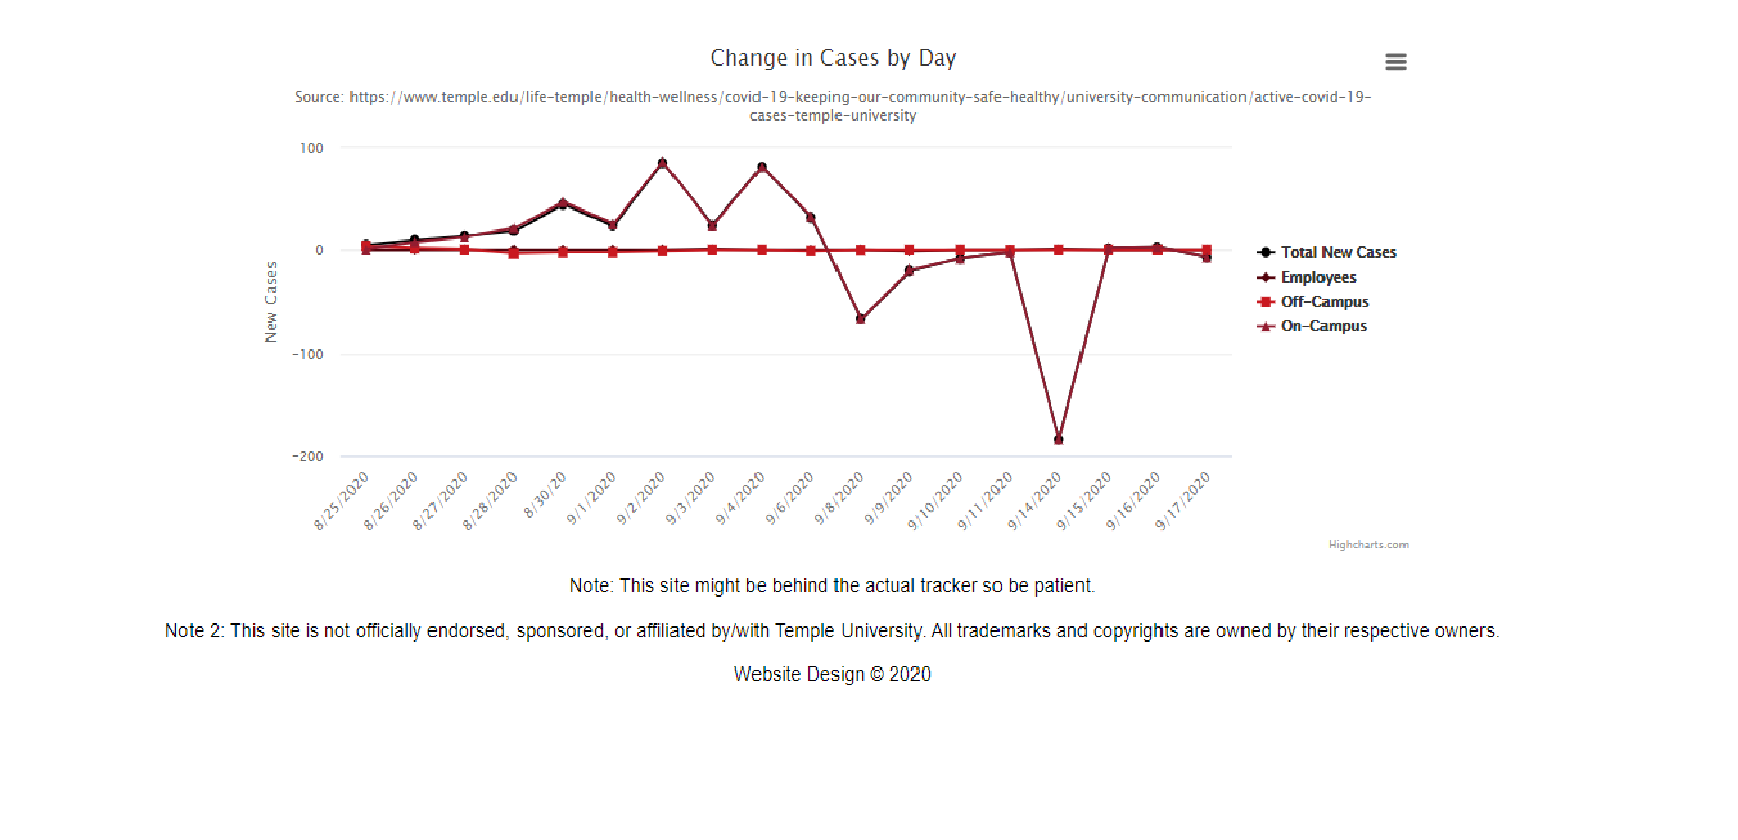 Change in Cases by Day
Source: https://www.temple.edu/life-temple/health-wellness/covid-19-keeping-our-community-safe-healthy/university-communication/active-covid-19-
cases-temple-university
100
0
-100
-200
New Cases
8/25/2020
8/26/2020
8/27/2020
8/28/2020
8/30/20
9/1/2020
9/2/2020
9/3/2020
9/4/2020
9/6/2020
9/8/2020
9/9/2020
9/10/2020
9/11/2020
9/14/2020
9/15/2020
9/16/2020
9/17/2020
Total New Cases
Employees
Off-Campus
On-Campus
Highcharts.com
Note: This site might be behind the actual tracker so be patient.
Note 2: This site is not officially endorsed, sponsored, or affiliated by/with Temple University. All trademarks and copyrights are owned by their respective owners.
Website Design © 2020